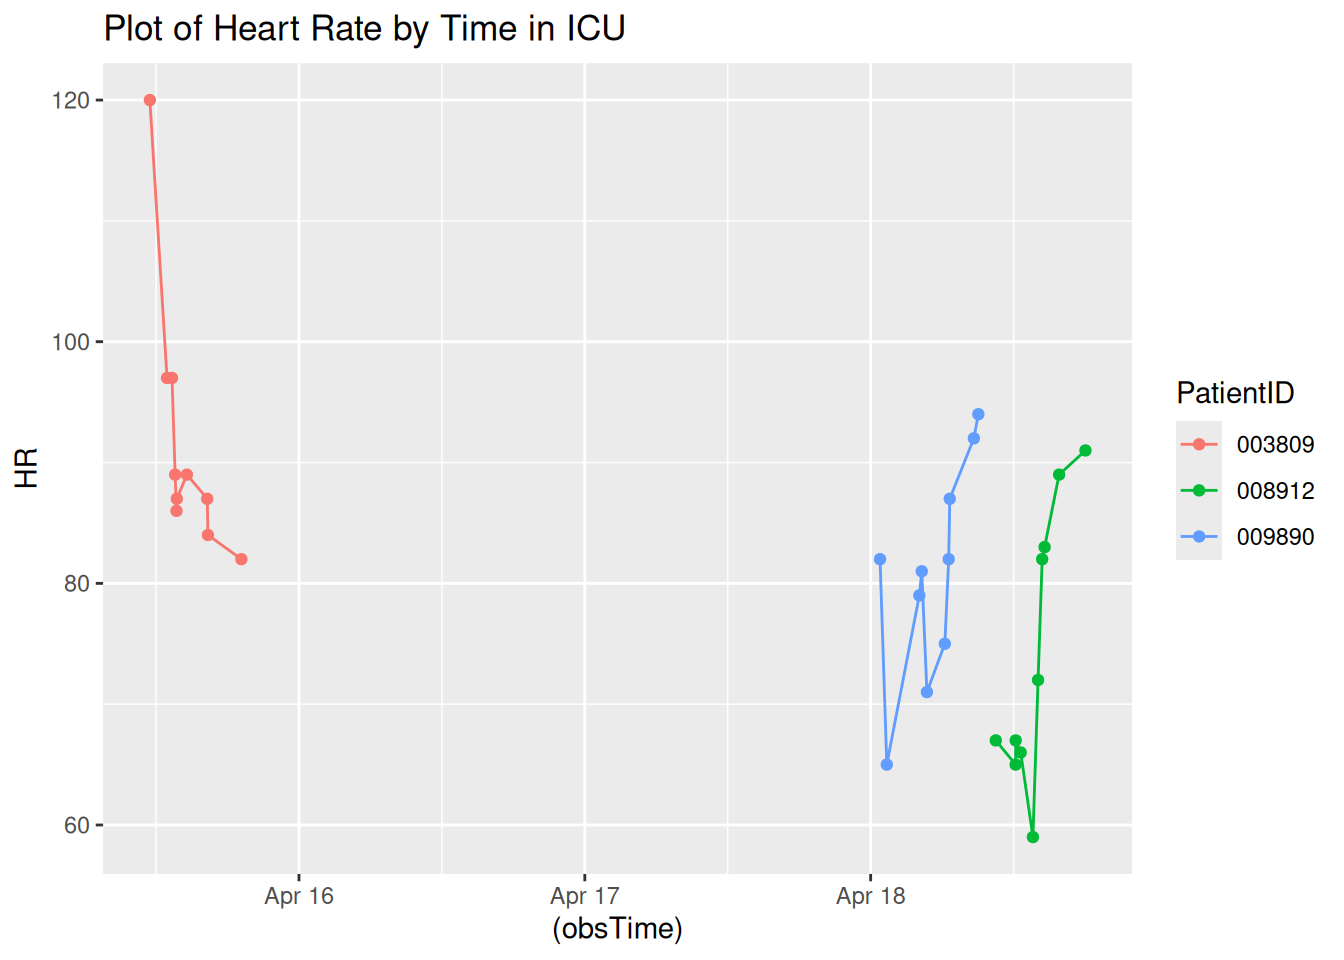 Plot of Heart Rate by Time in ICU
120
100
80
60
HR
Apr 16
Apr 17
Apr 18
(obsTime)
PatientID
003809
008912
009890